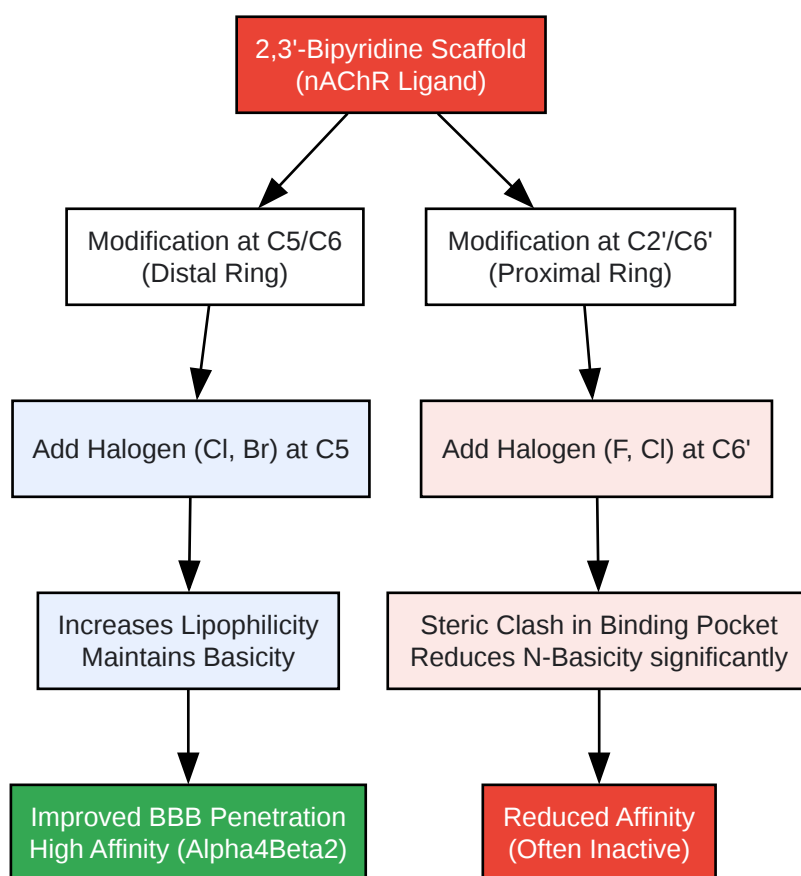 2,3'-Bipyridine Scaffold
(nAChR Ligand)
Modification at C5/C6
(Distal Ring)
Modification at C2'/C6'
(Proximal Ring)
Add Halogen (Cl, Br) at C5
Add Halogen (F, Cl) at C6'
Increases Lipophilicity
Maintains Basicity
Steric Clash in Binding Pocket
Reduces N-Basicity significantly
Improved BBB Penetration
High Affinity (Alpha4Beta2)
Reduced Affinity
(Often Inactive)